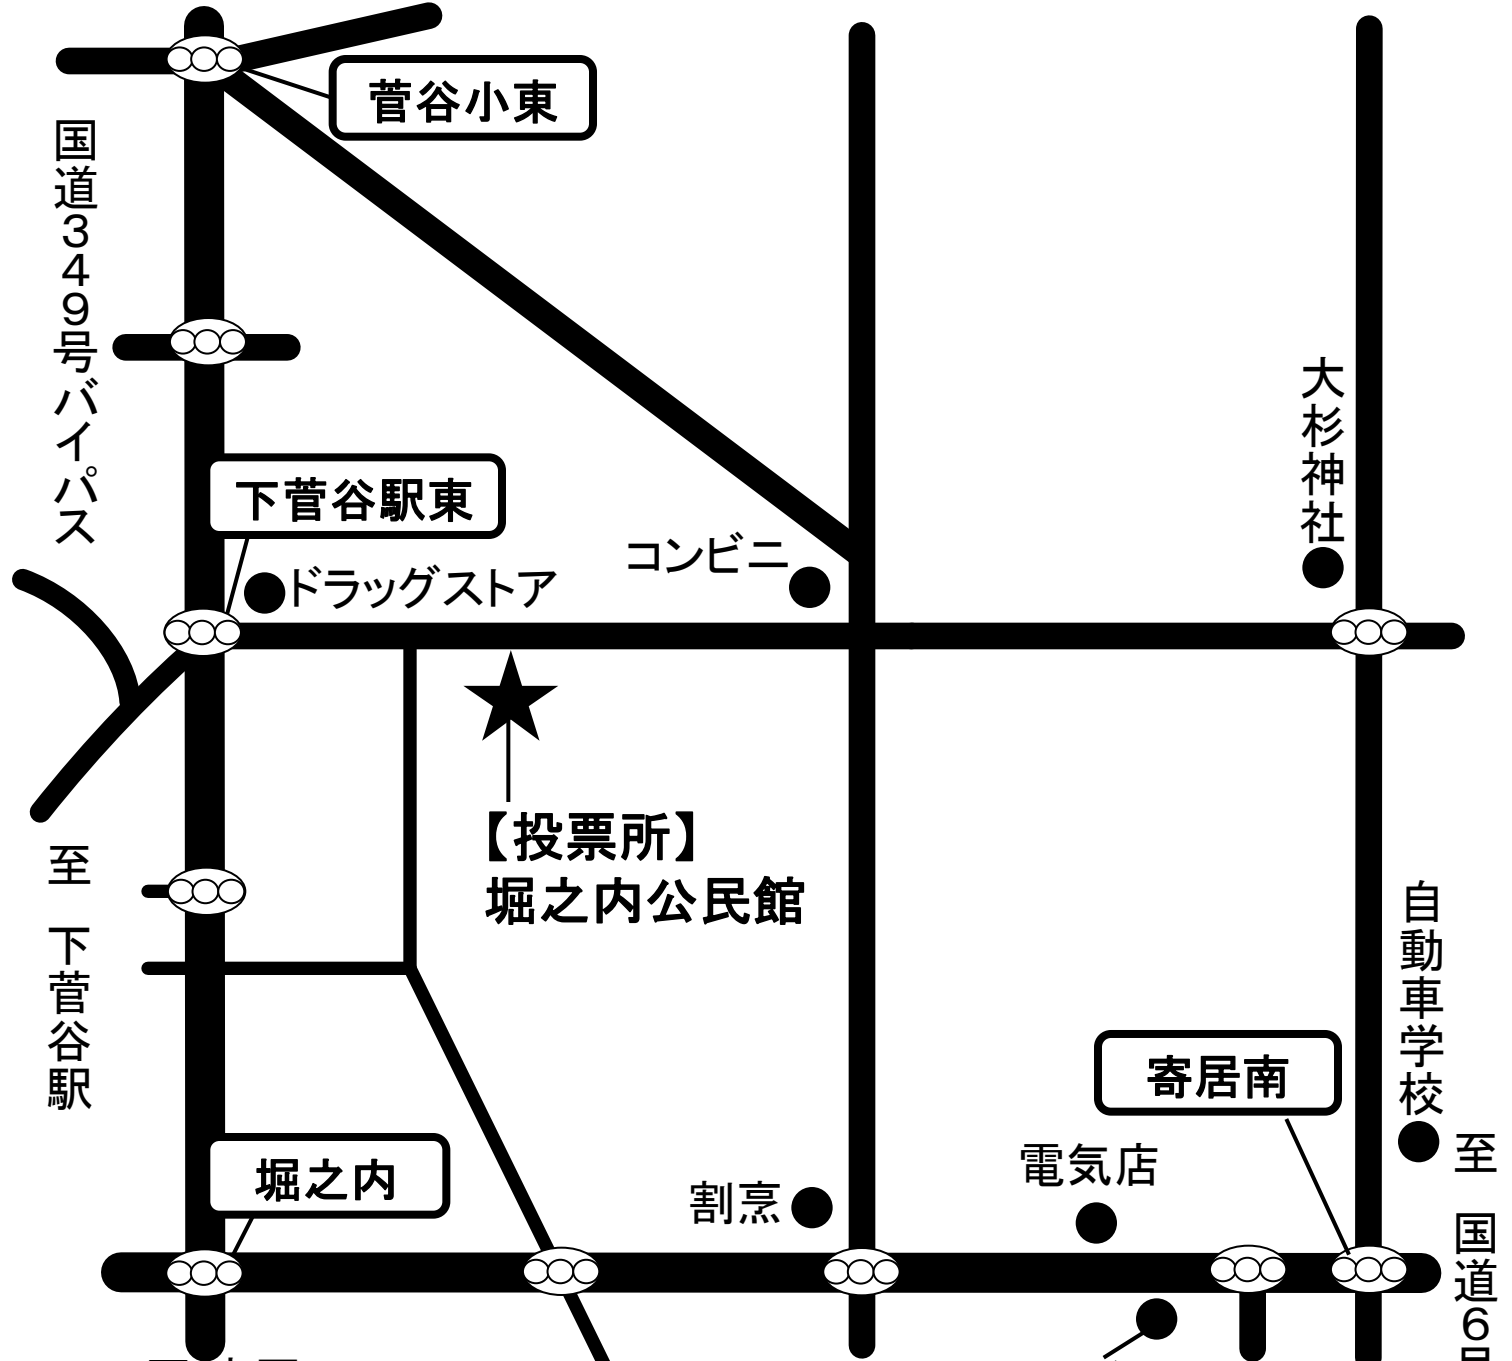 菅谷小東
国道349号バイパス
大杉神社
下菅谷駅東
コンビニ
ドラッグストア
【投票所】
堀之内公民館
至　下菅谷駅
自動車学校
寄居南
堀之内
電気店
割烹
至　国道6号